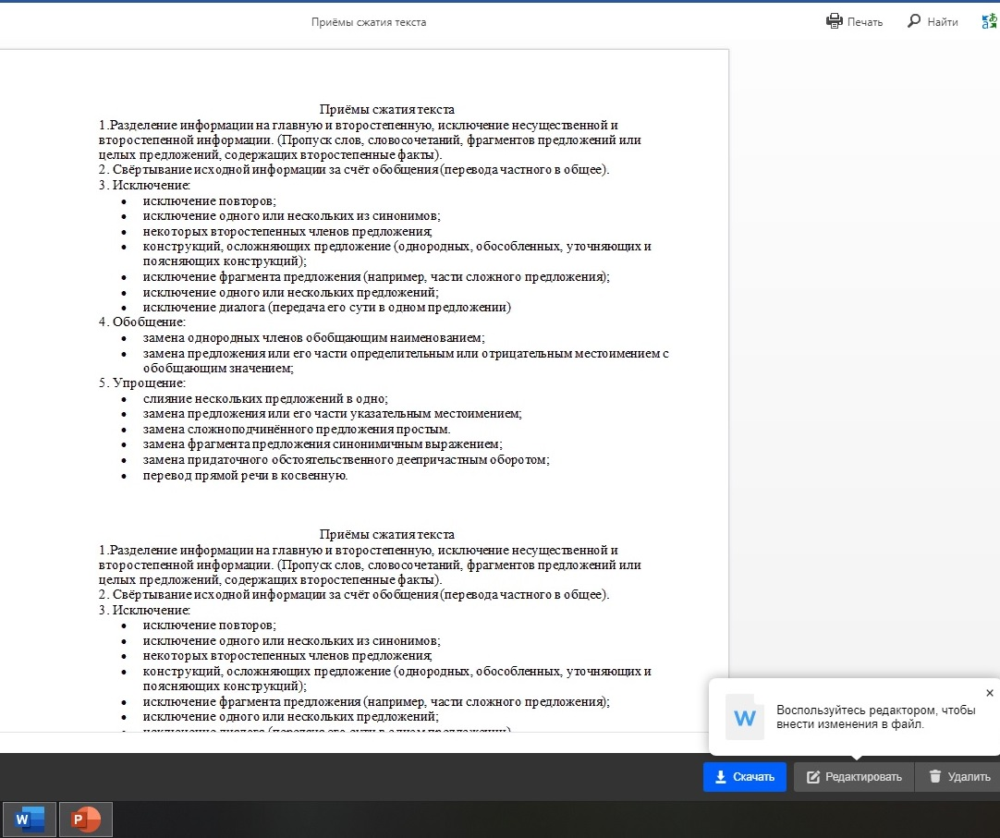 Приёмы сжатия текста
Печать
Найти
Приёмы сжатия текста
1.Разделение информации на главную и второстепенную, исключение несущественной и
второстепенной информации. (Пропуск слов, словосочетаний, фрагментов предложений или
целых предложений, содержащих второстепенные факты).
2. Свёртывание исходной информации за счёт обобщения (перевода частного в общее).
3. Исключение:
• исключение повторов;
• исключение одного или нескольких из синонимов;
• некоторых второстепенных членов предложения;
• конструкций, осложняющих предложение (однородных, обособленных, уточняющих и
поясняющих конструкций);
• исключение фрагмента предложения (например, части сложного предложения);
• исключение одного или нескольких предложений;
• исключение диалога (передача его сути в одном предложении)
4. Обобщение:
• замена однородных членов обобщающим наименованием;
• замена предложения или его части определительным или отрицательным местоимением с
обобщающим значением;
5. Упрощение:
• слияние нескольких предложений в одно;
• замена предложения или его части указательным местоимением;
• замена сложноподчинённого предложения простым.
• замена фрагмента предложения синонимичным выражением;
• замена придаточного обстоятельственного деепричастным оборотом;
• перевод прямой речи в косвенную.
Приёмы сжатия текста
1.Разделение информации на главную и второстепенную, исключение несущественной и
второстепенной информации. (Пропуск слов, словосочетаний, фрагментов предложений или
целых предложений, содержащих второстепенные факты).
2. Свёртывание исходной информации за счёт обобщения (перевода частного в общее).
3. Исключение:
• исключение повторов;
• исключение одного или нескольких из синонимов;
• некоторых второстепенных членов предложения;
• конструкций, осложняющих предложение (однородных, обособленных, уточняющих и
поясняющих конструкций);
• исключение фрагмента предложения (например, части сложного предложения);
• исключение одного или нескольких предложений;
• исключение диалога (передача его сути в одном предложении)
W
Воспользуйтесь редактором, чтобы
внести изменения в файл.
Скачать
Редактировать
Удалить
W
P